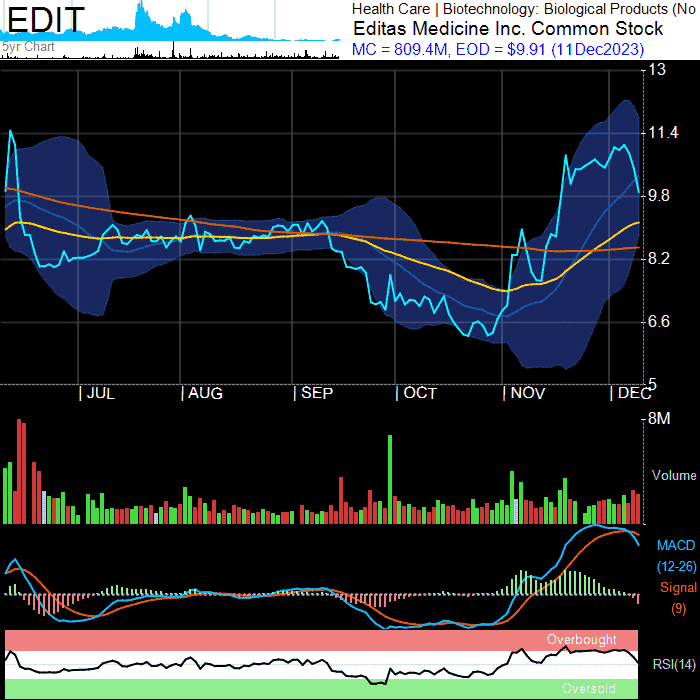 EDIT
5yr Chart
Health Care | Biotechnology: Biological Products (No
Editas Medicine Inc. Common Stock
MC = 809.4M, EOD = $9.91 (11Dec2023)
13
11.4
9.8
8.2
6.6
5
| JUL | AUG | SEP | OCT | NOV | DEC
8M
Volume
MACD
(12-26)
Signal
(9)
Overbought
RSI(14)
Oversold